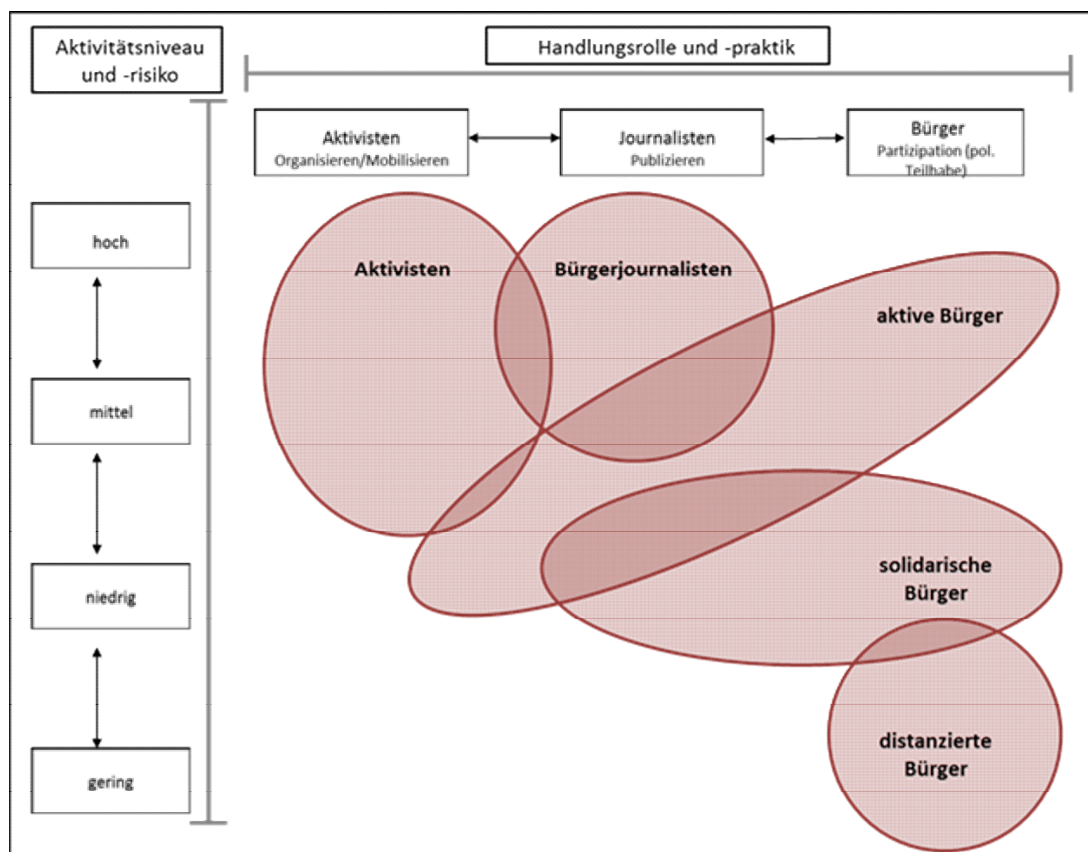 Aktivitätsniveau
und -risiko
Handlungsrolle und -praktik
Aktivisten
Organisieren/Mobilisieren
Journalisten
Publizieren
Bürger
Partizipation (pol.
Teilhabe)
hoch
mittel
niedrig
gering
Aktivisten
Bürgerjournalisten
aktive Bürger
solidarische
Bürger
distanzierte
Bürger